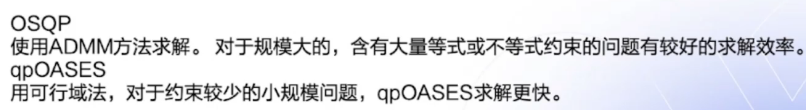 OSQP
使用ADMM方法求解。 对于规模大的，含有大量等式或不等式约束的问题有较好的求解效率。
qpOASES
用可行域法，对于约束较少的小规模问题，qpOASES求解更快。